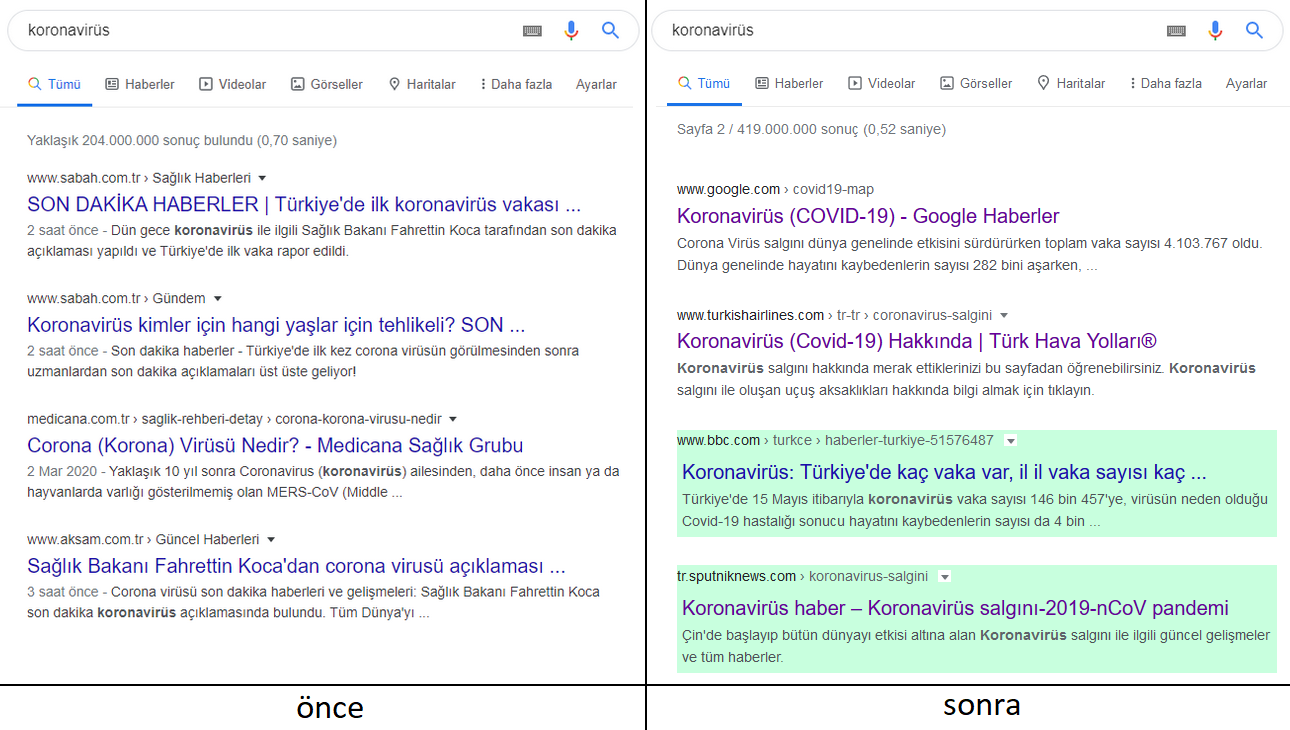 koronavirüs
Tümü Haberler Videolar Görseller Haritalar Daha fazla Ayarlar
Yaklaşık 204.000.000 sonuç bulundu (0,70 saniye)
www.sabah.com.tr › Sağlık Haberleri
SON DAKİKA HABERLER | Türkiye'de ilk koronavirüs vakası ...
2 saat önce - Dün gece koronavirüs ile ilgili Sağlık Bakanı Fahrettin Koca tarafından son dakika
açıklaması yapıldı ve Türkiye'de ilk vaka rapor edildi.
www.sabah.com.tr › Gündem
Koronavirüs kimler için hangi yaşlar için tehlikeli? SON ...
2 saat önce - Son dakika haberler - Türkiye'de ilk kez corona virüsün görülmesinden sonra
uzmanlardan son dakika açıklamaları üst üste geliyor!
medicana.com.tr › saglik-rehberi-detay › corona-korona-virusu-nedir
Corona (Korona) Virüsü Nedir? - Medicana Sağlık Grubu
2 Mar 2020 - Yaklaşık 10 yıl sonra Coronavirus (koronavirüs) ailesinden, daha önce insan ya da
hayvanlarda varlığı gösterilmemiş olan MERS-CoV (Middle ...
www.aksam.com.tr › Güncel Haberleri
Sağlık Bakanı Fahrettin Koca'dan corona virusü açıklaması ...
3 saat önce - Corona virüsü son dakika haberleri ve gelişmeleri: Sağlık Bakanı Fahrettin Koca
son dakika koronavirüs açıklamasında bulundu. Tüm Dünya'yı ...
önce
koronavirüs
Tümü Haberler Videolar Görseller Haritalar Daha fazla Ayarlar
Sayfa 2 / 419.000.000 sonuç (0,52 saniye)
www.google.com › covid19-map
Koronavirüs (COVID-19) - Google Haberler
Corona Virüs salgını dünya genelinde etkisini sürdürürken toplam vaka sayısı 4.103.767 oldu.
Dünya genelinde hayatını kaybedenlerin sayısı 282 bini aşarken, ...
www.turkishairlines.com › tr-tr › coronavirus-salgini
Koronavirüs (Covid-19) Hakkında | Türk Hava Yolları®
Koronavirüs salgını hakkında merak ettiklerinizi bu sayfadan öğrenebilirsiniz. Koronavirüs
salgını ile oluşan uçuş aksaklıkları hakkında bilgi almak için tıklayın.
www.bbc.com › turkce › haberler-turkiye-51576487
Koronavirüs: Türkiye'de kaç vaka var, il il vaka sayısı kaç ...
Türkiye'de 15 Mayıs itibarıyla koronavirüs vaka sayısı 146 bin 457'ye, virüsün neden olduğu
Covid-19 hastalığı sonucu hayatını kaybedenlerin sayısı da 4 bin ...
tr.sputniknews.com › koronavirus-salgini
Koronavirüs haber – Koronavirüs salgını-2019-nCoV pandemi
Çin'de başlayıp bütün dünyayı etkisi altına alan Koronavirüs salgını ile ilgili güncel gelişmeler
ve tüm haberler.
sonra